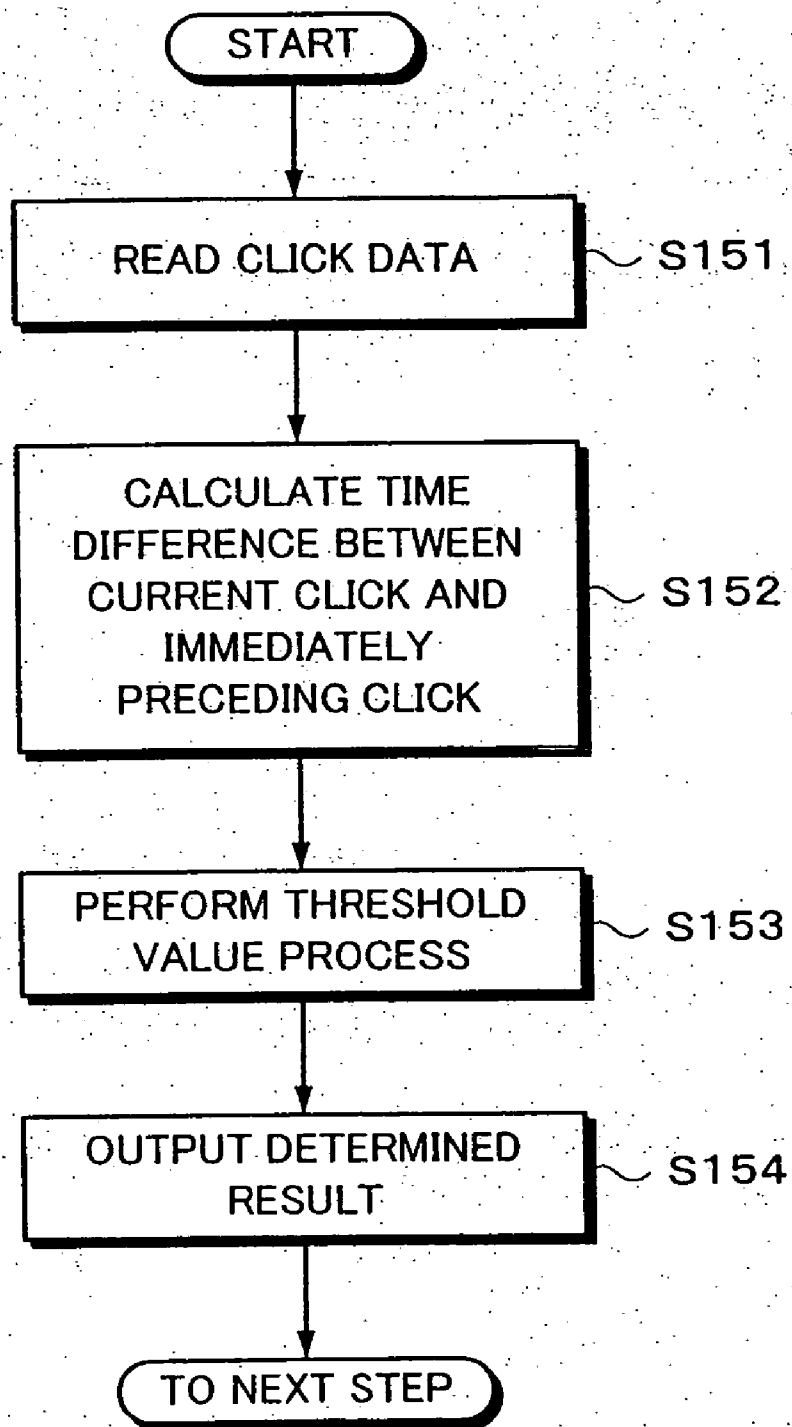 START
READ CLICK DATA
S151
CALCULATE TIME
DIFFERENCE BETWEEN
CURRENT CLICK AND
IMMEDIATELY
PRECEDING CLICK
S152
PERFORM THRESHOLD
VALUE PROCESS
S153
OUTPUT DETERMINED
RESULT
S154
TO NEXT STEP